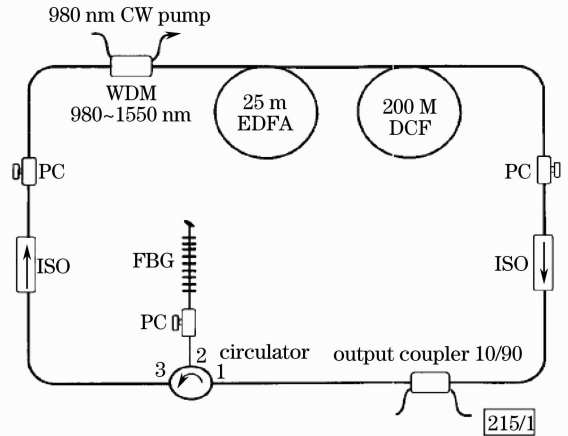 980 nm CW pump
WDM
980~1550 nm
25 m
EDFA
200 M
DCF
PC
PC
ISO
FBG
ISO
PC
2
circulator
output coupler 10/90
3
1
215/1